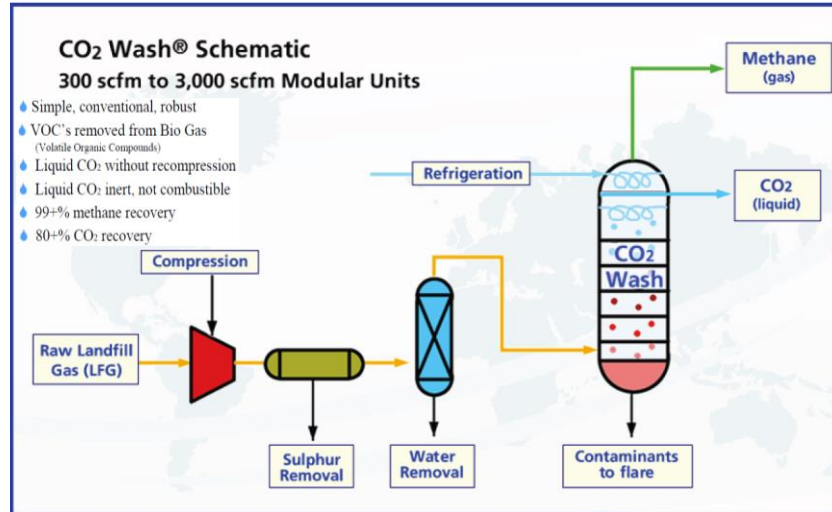 CO2 Wash® Schematic
300 scfm to 3,000 scfm Modular Units
Simple, conventional, robust
VOC's removed from Bio Gas
(Volatile Organic Compounds)
Liquid CO2 without recompression
Liquid CO2 inert, not combustible
99+% methane recovery
80+% CO2 recovery
Methane
(gas)
Refrigeration
CO2
(liquid)
CO2
Wash
Compression
Raw Landfill
Gas (LFG)
Sulphur
Removal
Water
Removal
Contaminants
to flare